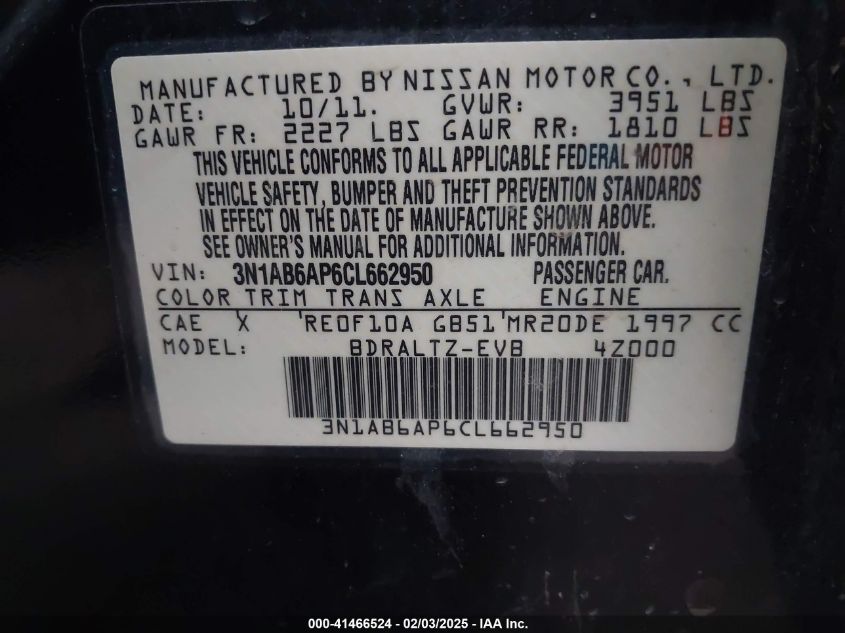 MANUFACTURED BY NISSAN MOTOR CO., LTD.
DATE: 10/11. GVWR: 3951 LBS
GAWR FR: 2227 LBS GAWR RR: 1810 LBS
THIS VEHICLE CONFORMS TO ALL APPLICABLE FEDERAL MOTOR
VEHICLE SAFETY, BUMPER AND THEFT PREVENTION STANDARDS
IN EFFECT ON THE DATE OF MANUFACTURE SHOWN ABOVE.
SEE OWNER'S MANUAL FOR ADDITIONAL INFORMATION.
VIN: 3N1AB6AP6CL662950 PASSENGER CAR.
COLOR TRIM TRANS AXLE ENGINE
CAE X RE0F10A GB51 MR20DE 1997 CC
MODEL: BDRALTZ-EVB 4Z000
3N1AB6AP6CL662950
000-41466524 - 02/03/2025 - IAA Inc.